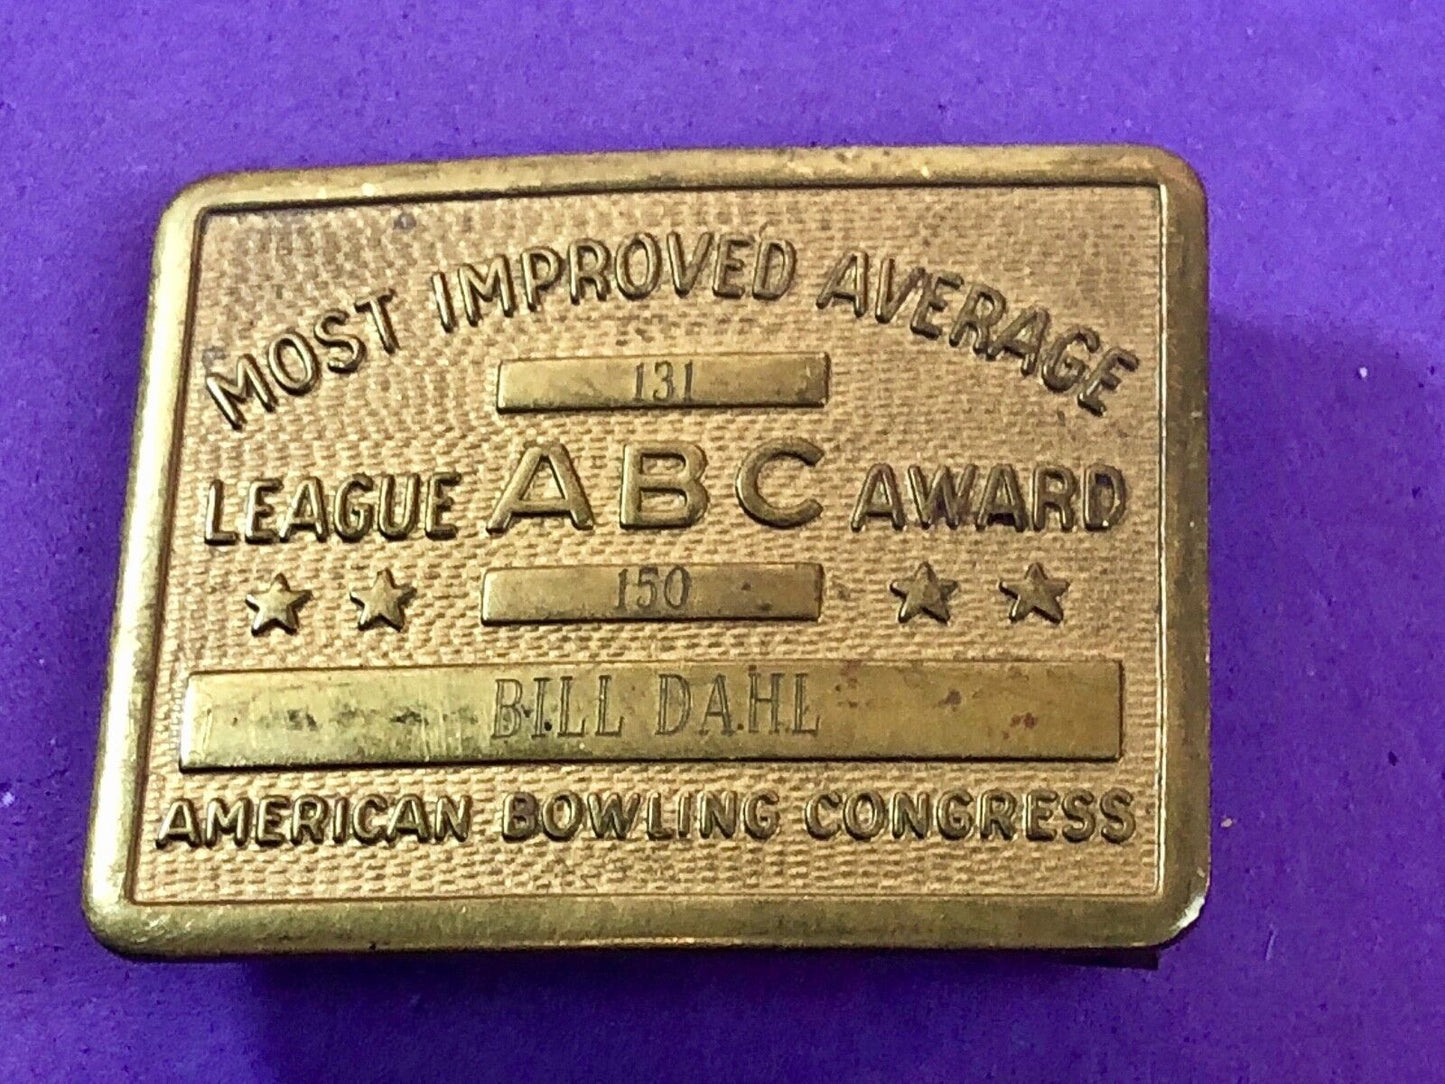 MOST IMPROVED AVERAGE
131
LEAGUE ABC AWARD
150
BILL DAHL
AMERICAN BOWLING CONGRESS